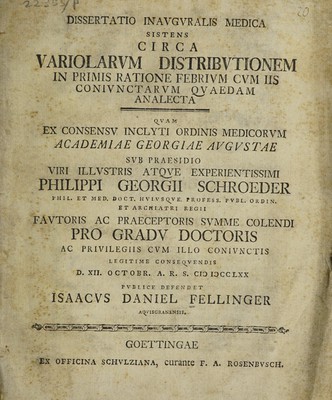 DISSERTATIO INAVGVRALIS MEDICA
SISTENS
CIRCA
VARIOLARVM DISTRIBVTIONEM
IN PRIMIS RATIONE FEBRIVM CVM IIS
CONIVNCTARVM QVAEDAM
ANALECTA
QVAM
EX CONSENSV INCLYTI ORDINIS MEDICORVM
ACADEMIAE GEORGIAE AVGVSTAE
SVB PRAESIDIO
VIRI ILLVSTRIS ATQVE EXPERIENTISSIMI
PHILIPPI GEORGII SCHROEDER
PHIL. ET MED. DOCT. HVIVSQVE PROFESS. PVBL. ORDIN.
ET ARCHIATRI REGII
FAVTORIS AC PRAECEPTORIS SVMME COLENDI
PRO GRADV DOCTORIS
AC PRIVILEGIIS CVM ILLO CONIVNCTIS
LEGITIME CONSEQVENDIS
D. XII. OCTOBR. A. R. S. CIↃ IↃCCLXX
PVBLICE DEFENDET
ISAACVS DANIEL FELLINGER
AQVISGRANENSIS.
GOETTINGAE
EX OFFICINA SCHVLZIANA, curante F. A. ROSENBVSCH.